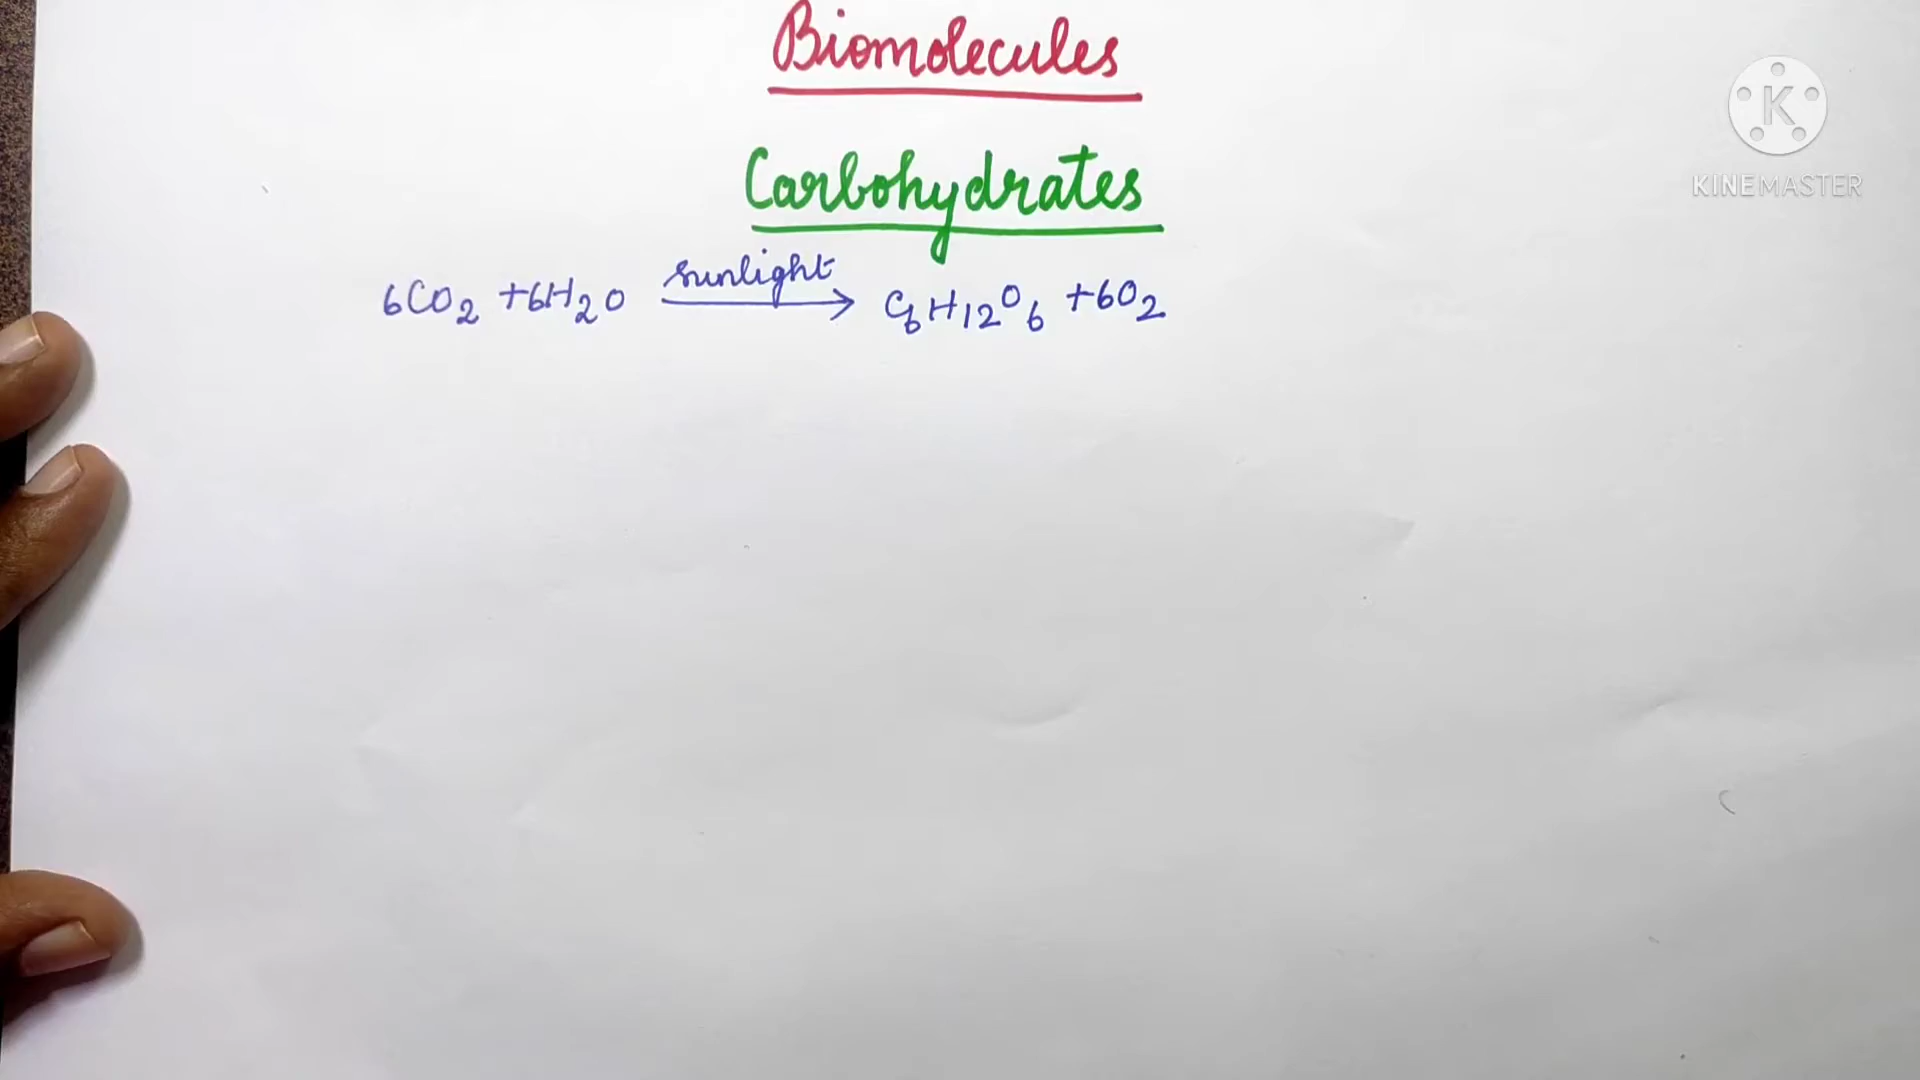 Biomolecules
Carbohydrates
6CO₂ +6H₂O sunlight → C₆H₁₂O₆ +6O₂
K
KINEMASTER